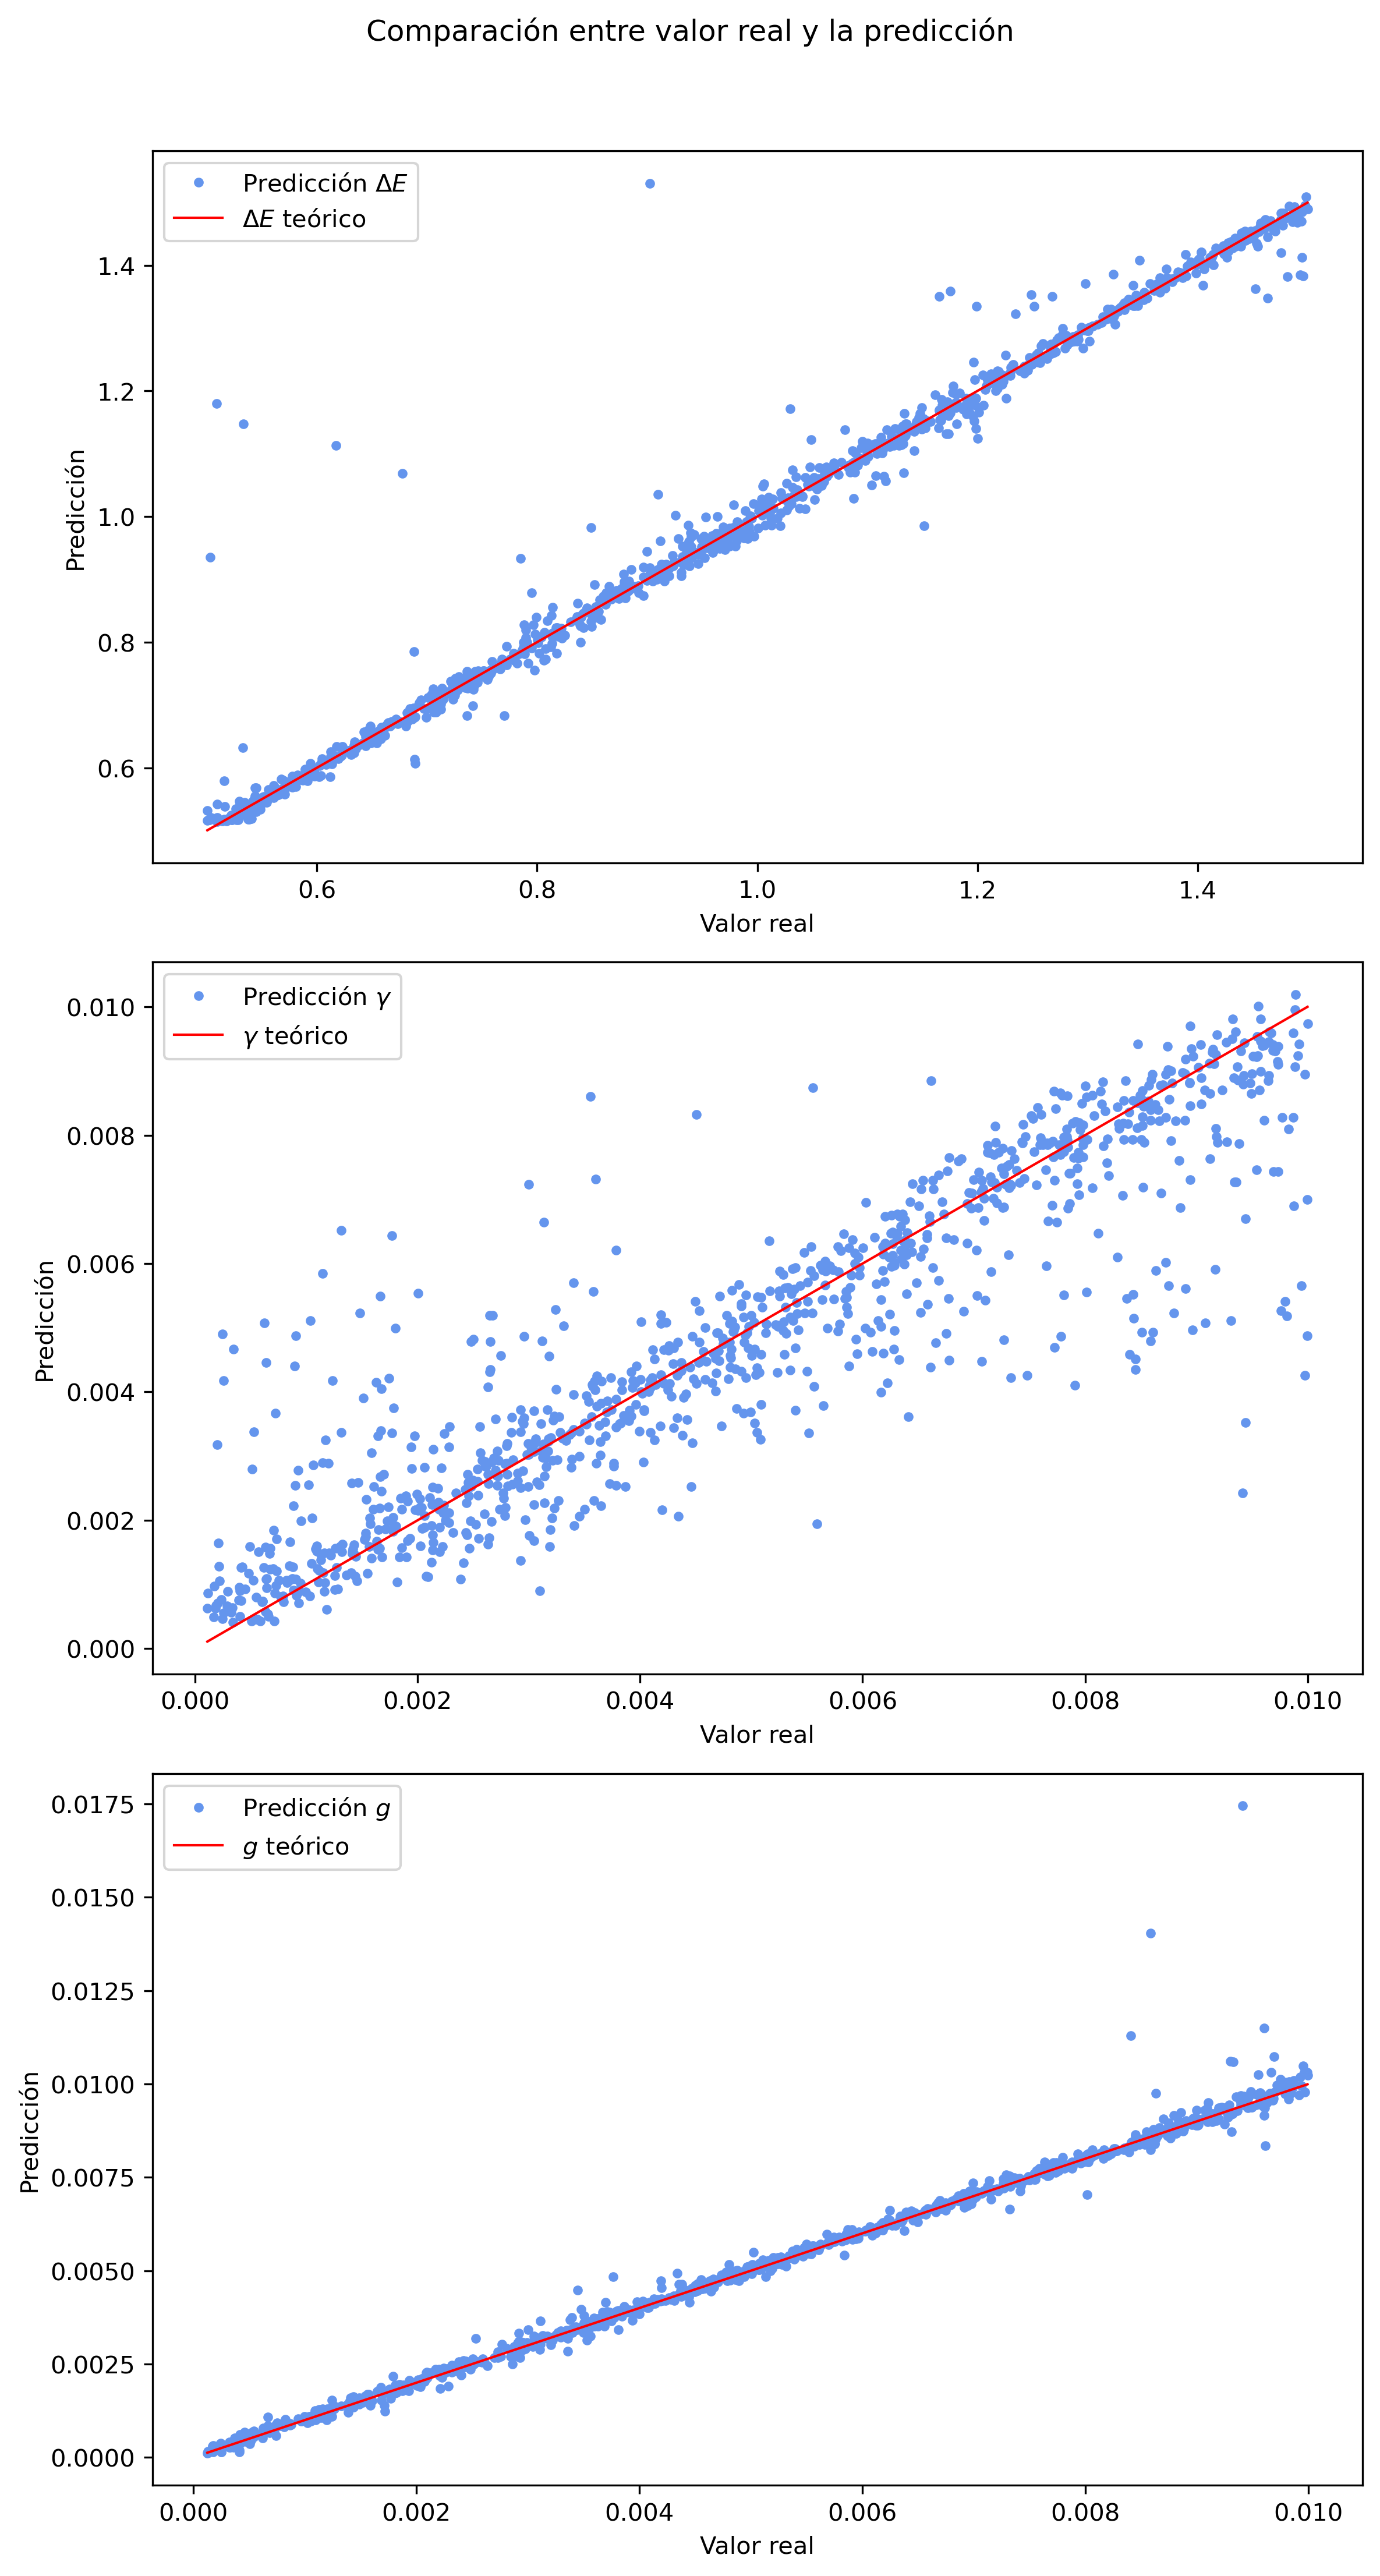 Comparación entre valor real y la predicción
Predicción ΔE
ΔE teórico
1.4
1.2
1.0
0.8
0.6
Predicción
0.6 0.8 1.0 1.2 1.4
Valor real
Predicción γ
γ teórico
0.010
0.008
0.006
0.004
0.002
0.000
Predicción
0.000 0.002 0.004 0.006 0.008 0.010
Valor real
Predicción g
g teórico
0.0175
0.0150
0.0125
0.0100
0.0075
0.0050
0.0025
0.0000
Predicción
0.000 0.002 0.004 0.006 0.008 0.010
Valor real